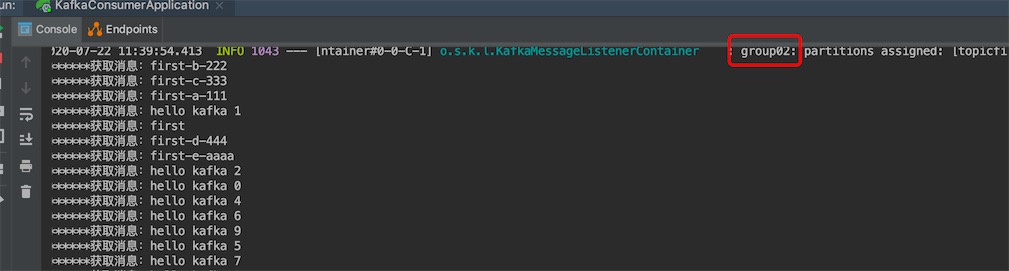 un: KafkaConsumerApplication ×
Console Endpoints
020-07-22 11:39:54.413 INFO 1043 --- [ntainer#0-0-C-1] o.s.k.l.KafkaMessageListenerContainer : group02: partitions assigned: [topicfi
******获取消息: first-b-222
******获取消息: first-c-333
******获取消息: first-a-111
******获取消息: hello kafka 1
******获取消息: first
******获取消息: first-d-444
******获取消息: first-e-aaaa
******获取消息: hello kafka 2
******获取消息: hello kafka 0
******获取消息: hello kafka 4
******获取消息: hello kafka 6
******获取消息: hello kafka 9
******获取消息: hello kafka 5
******获取消息: hello kafka 7